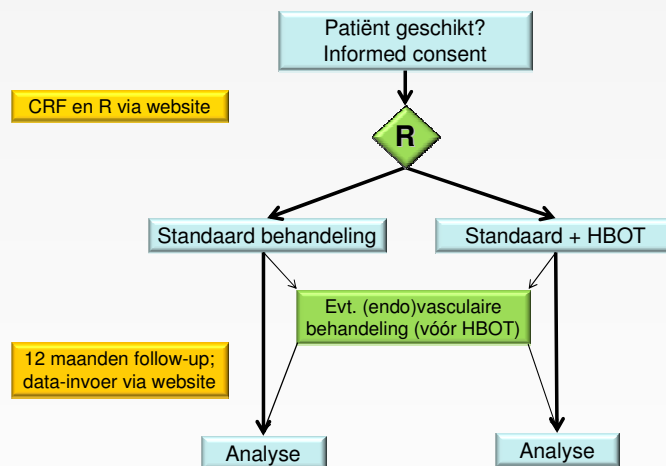 Patiënt geschikt?
Informed consent
CRF en R via website
R
Standaard behandeling
Standaard + HBOT
Evt. (endo)vasculaire
behandeling (vóór HBOT)
12 maanden follow-up;
data-invoer via website
Analyse
Analyse